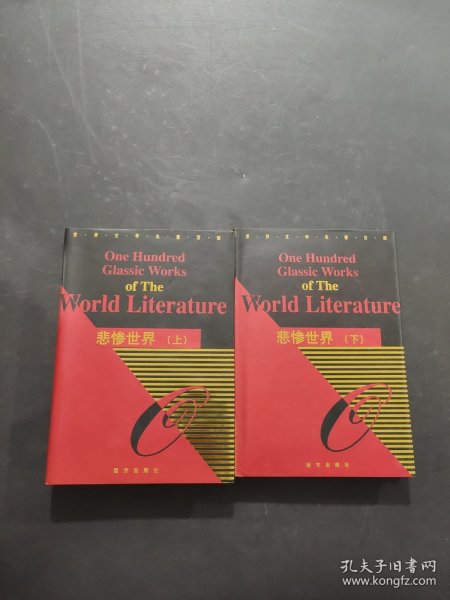 世·界·文·学·名·著·百·部
One Hundred
Glassic Works
of The
World Literature
悲惨世界（上）
远方出版社
世·界·文·学·名·著·百·部
One Hundred
Glassic Works
of The
World Literature
悲惨世界（下）
远方出版社
孔夫子旧书网
www.kongfz.com